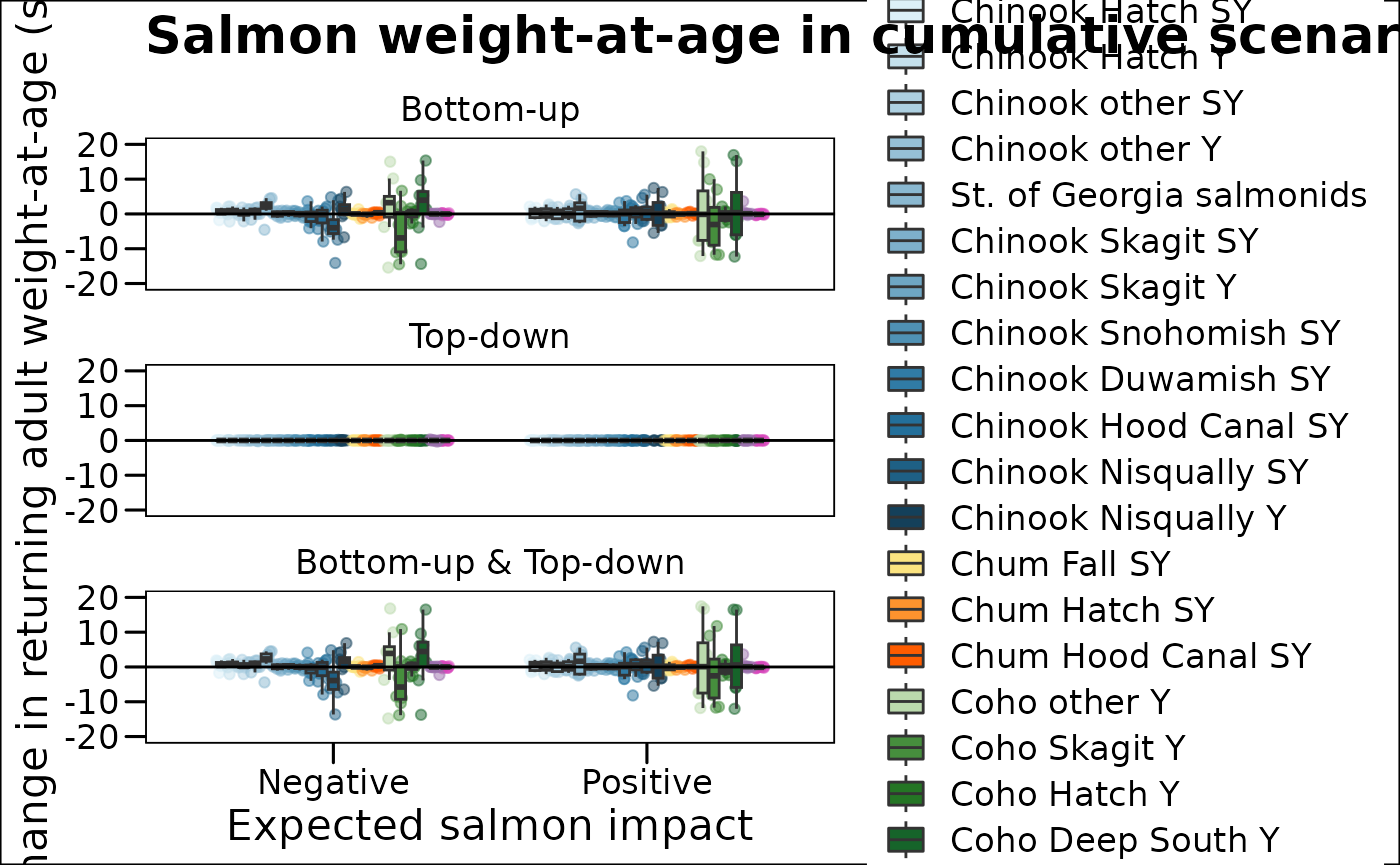 Salmon weight-at-age in cumulative scenar
hange in returning adult weight-at-age (s
Bottom-up
20
10
0
-10
-20
Top-down
20
10
0
-10
-20
Bottom-up & Top-down
20
10
0
-10
-20
Negative
Positive
Expected salmon impact
Chinook Hatch SY
Chinook Hatch Y
Chinook other SY
Chinook other Y
St. of Georgia salmonids
Chinook Skagit SY
Chinook Skagit Y
Chinook Snohomish SY
Chinook Duwamish SY
Chinook Hood Canal SY
Chinook Nisqually SY
Chinook Nisqually Y
Chum Fall SY
Chum Hatch SY
Chum Hood Canal SY
Coho other Y
Coho Skagit Y
Coho Hatch Y
Coho Deep South Y